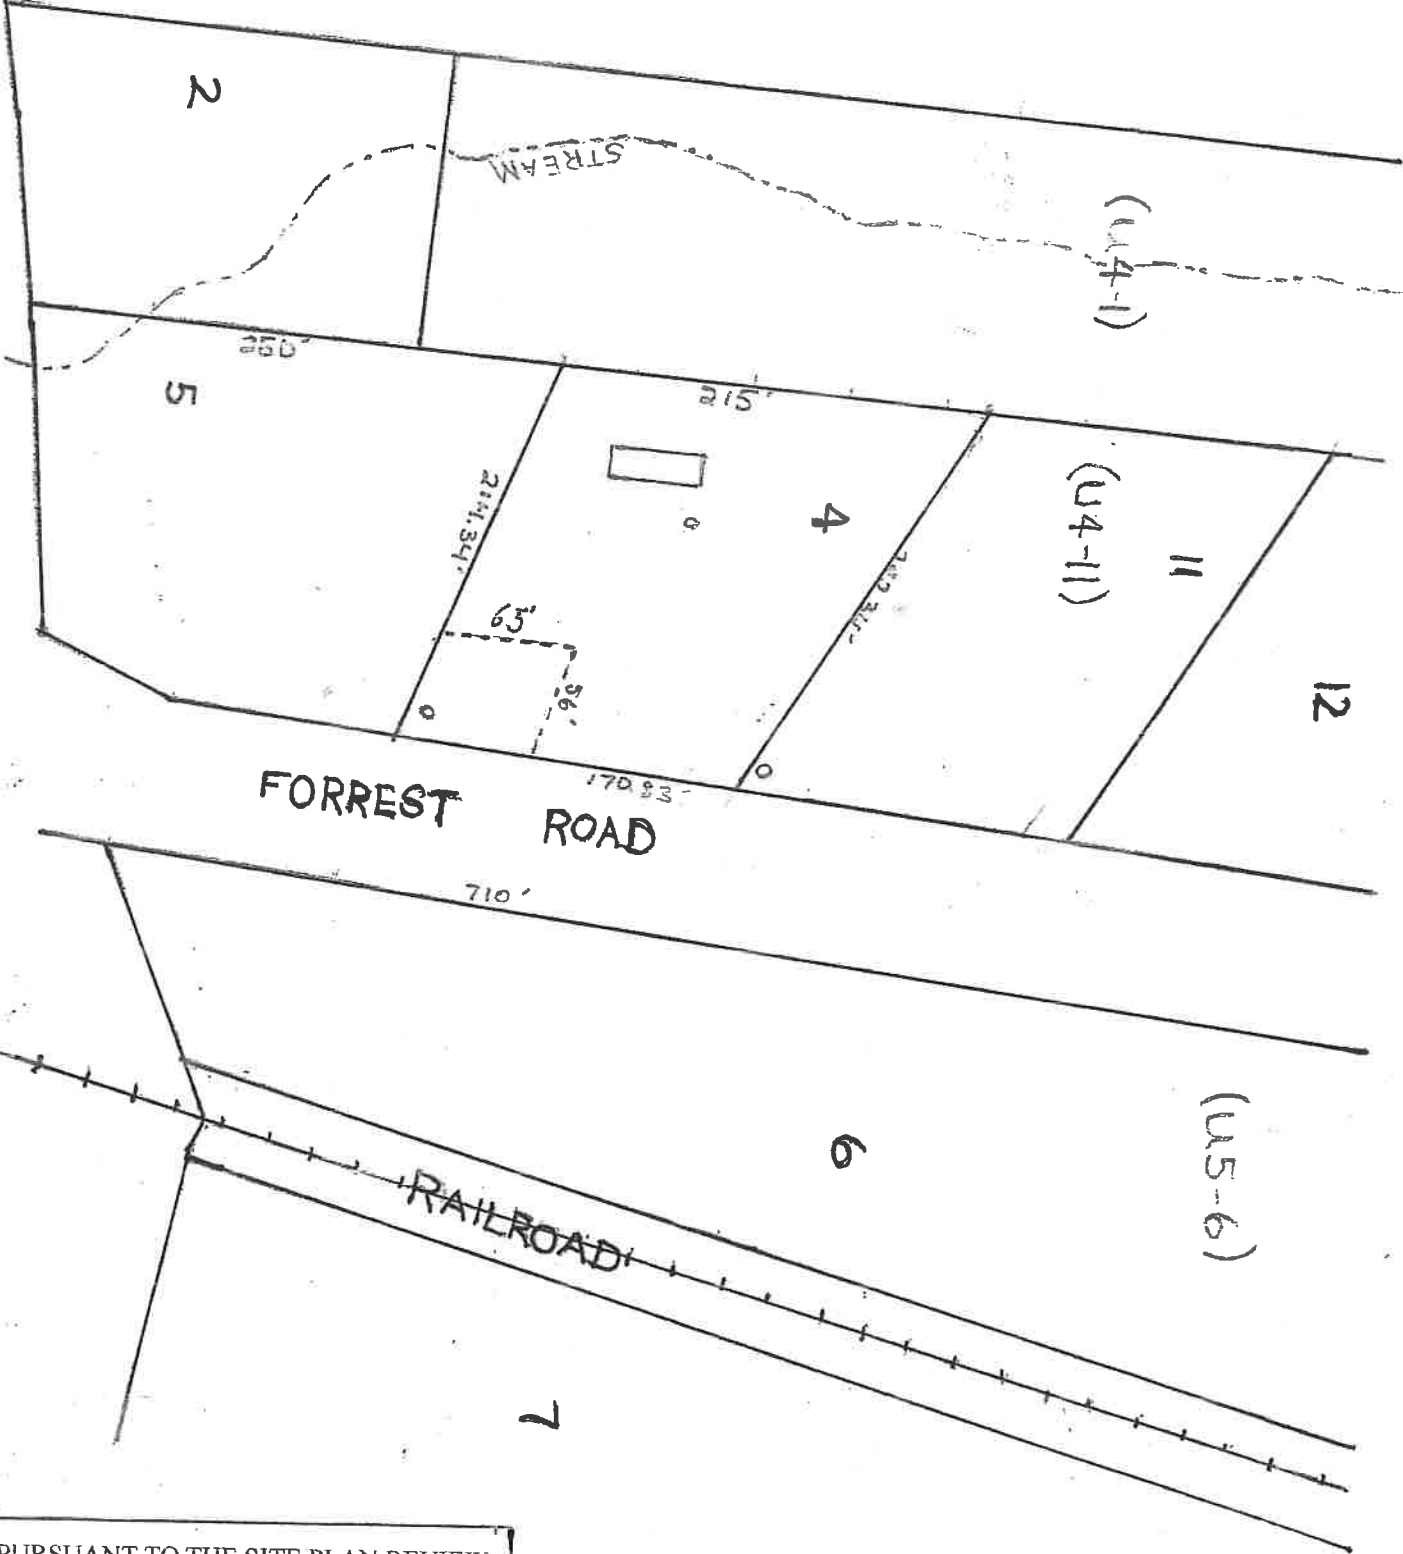 2
STREAM
(U4-1)
5
215'
4
(U4-11)
11
12
214.34'
65'
56'
170.83'
FORREST ROAD
710'
6
(U5-6)
RAILROAD
7
PURSUANT TO THE SITE PLAN REVIEW